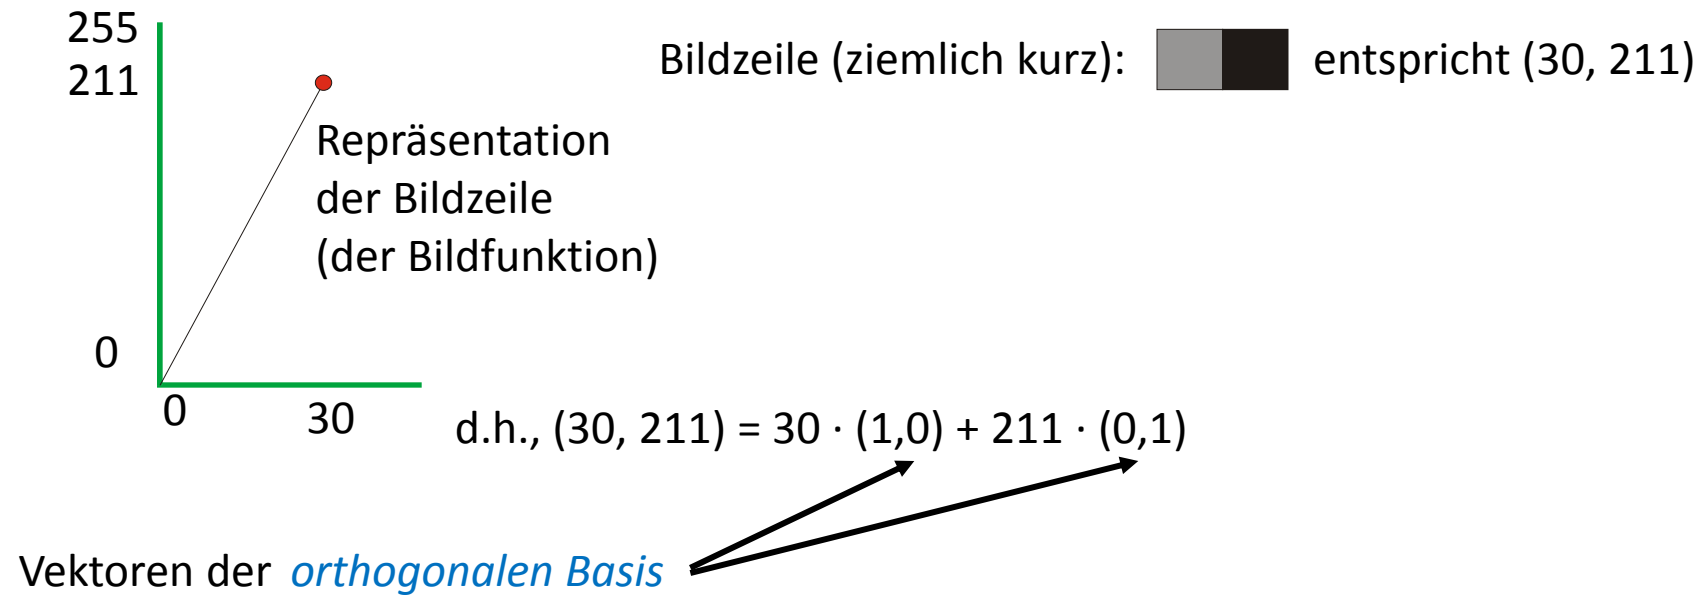 255
211
Bildzeile (ziemlich kurz): entspricht (30, 211)
Repräsentation
der Bildzeile
(der Bildfunktion)
0
0
30
d.h., (30, 211) = 30 · (1,0) + 211 · (0,1)
Vektoren der orthogonalen Basis